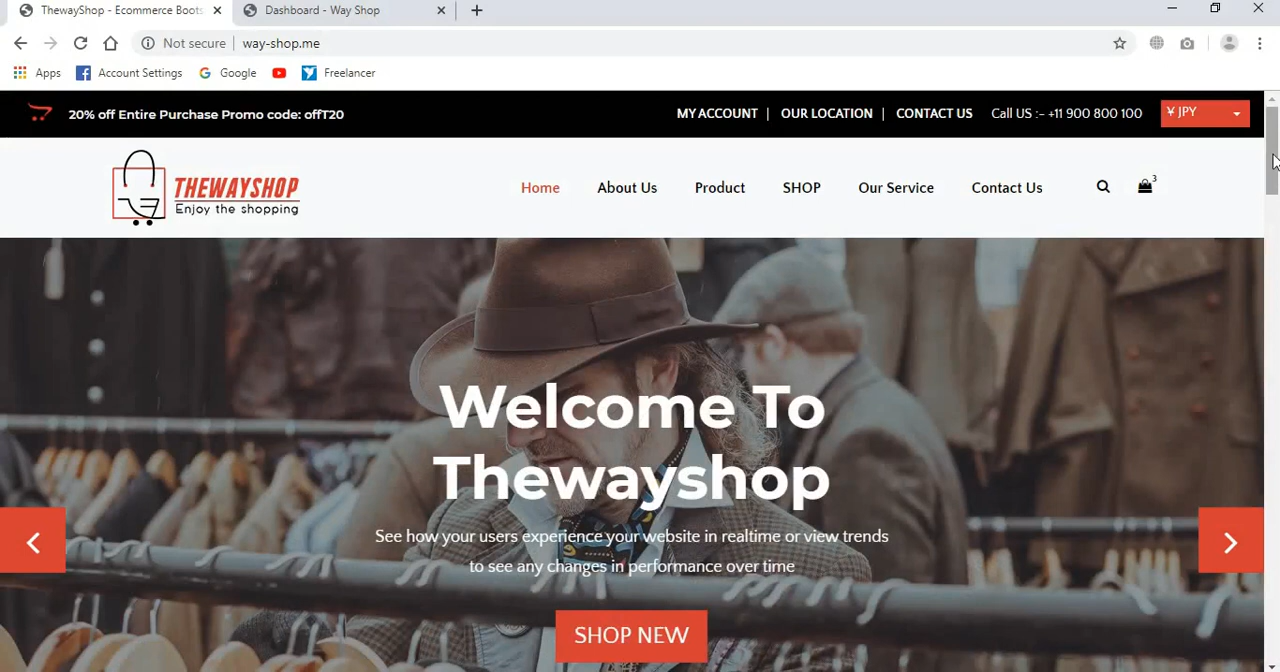 ThewayShop - Ecommerce Boots
Dashboard - Way Shop
Not secure
way-shop.me
Apps
Account Settings
Google
Freelancer
20% off Entire Purchase Promo code: offT20
MY ACCOUNT | OUR LOCATION | CONTACT US
Call US :- +11 900 800 100
¥ JPY
THEWAYSHOP
Enjoy the shopping
Home
About Us
Product
SHOP
Our Service
Contact Us
3
Welcome To
Thewayshop
See how your users experience your website in realtime or view trends
to see any changes in performance over time
SHOP NEW